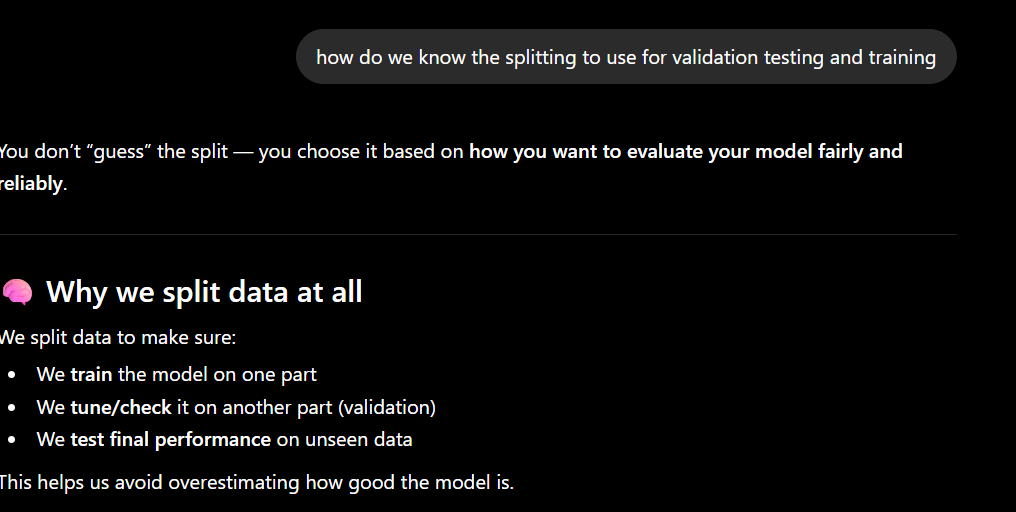 how do we know the splitting to use for validation testing and training
You don’t “guess” the split — you choose it based on how you want to evaluate your model fairly and
reliably.
🧠 Why we split data at all
We split data to make sure:
• We train the model on one part
• We tune/check it on another part (validation)
• We test final performance on unseen data
This helps us avoid overestimating how good the model is.